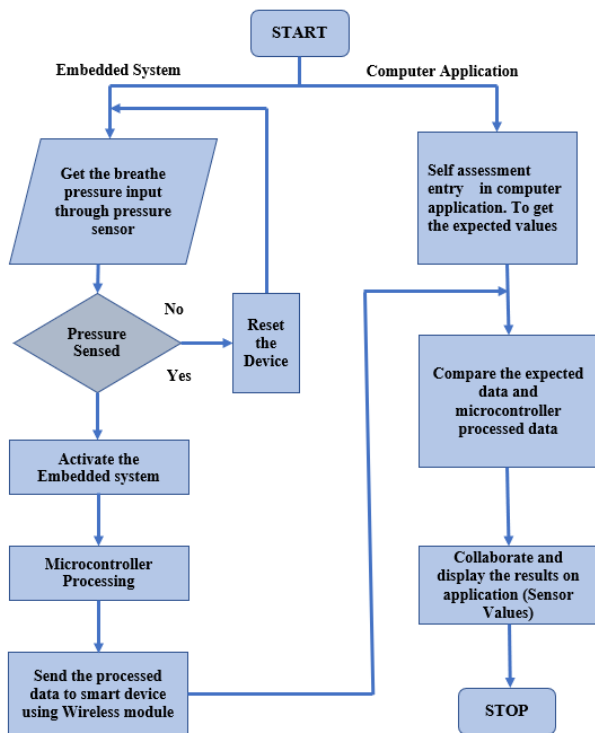 START
Embedded System
Computer Application
Get the breathe
pressure input
through pressure
sensor
Self assessment
entry in computer
application. To get
the expected values
No
Pressure
Sensed
Yes
Reset
the
Device
Compare the expected
data and
microcontroller
processed data
Activate the
Embedded system
Microcontroller
Processing
Collaborate and
display the results on
application (Sensor
Values)
Send the processed
data to smart device
using Wireless module
STOP